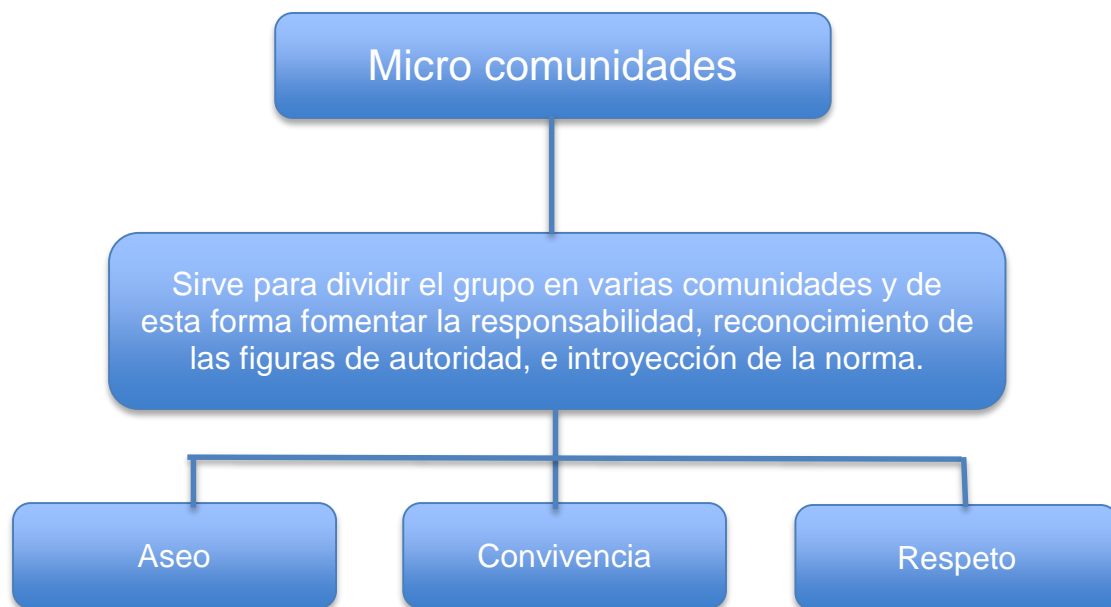 Micro comunidades
Sirve para dividir el grupo en varias comunidades y de
esta forma fomentar la responsabilidad, reconocimiento de
las figuras de autoridad, e introyección de la norma.
Aseo
Convivencia
Respeto